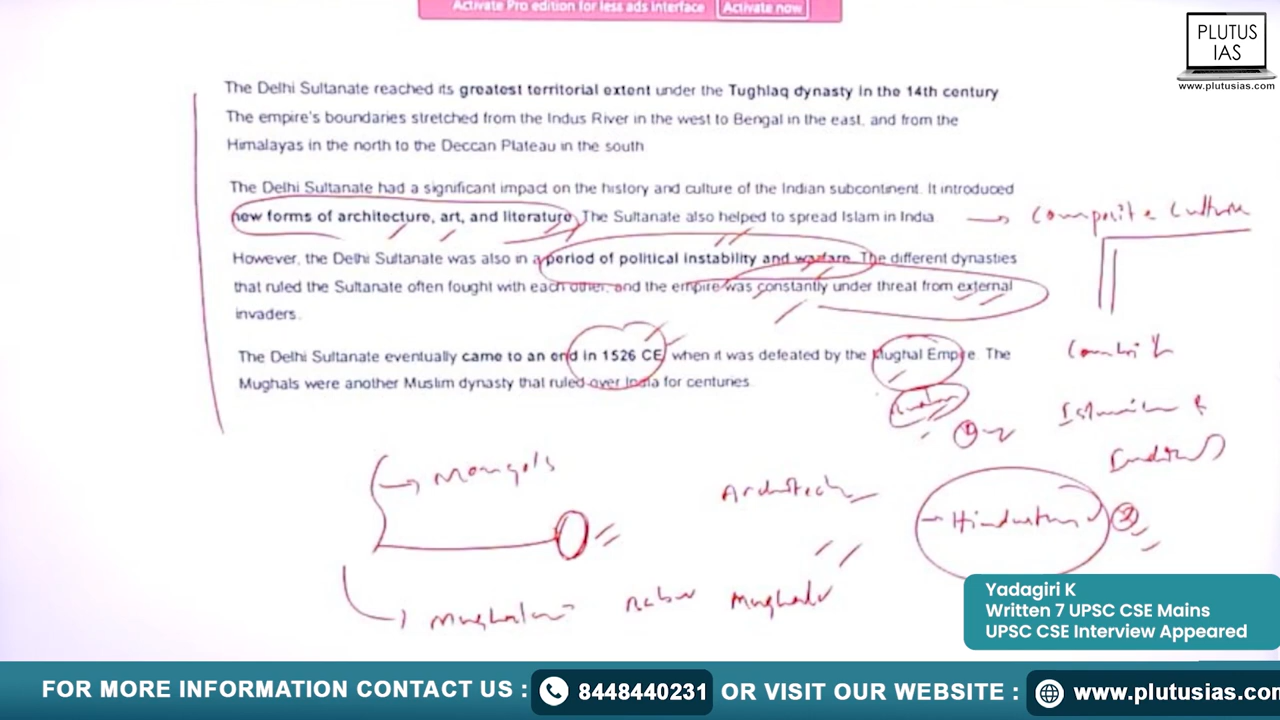 Activate Pro edition for less ads interface Activate now
PLUTUS
IAS
www.plutusias.com
The Delhi Sultanate reached its greatest territorial extent under the Tughlaq dynasty in the 14th century
The empire's boundaries stretched from the Indus River in the west to Bengal in the east, and from the
Himalayas in the north to the Deccan Plateau in the south
The Delhi Sultanate had a significant impact on the history and culture of the Indian subcontinent. It introduced
new forms of architecture, art, and literature. The Sultanate also helped to spread Islam in India
composite culture
However, the Delhi Sultanate was also in a period of political instability and warfare. The different dynasties
that ruled the Sultanate often fought with each other, and the empire was constantly under threat from external
invaders.
The Delhi Sultanate eventually came to an end in 1526 CE, when it was defeated by the Mughal Empire. The
Mughals were another Muslim dynasty that ruled over India for centuries.
Mongols
Yadagiri K
Written 7 UPSC CSE Mains
UPSC CSE Interview Appeared
FOR MORE INFORMATION CONTACT US : 8448440231 OR VISIT OUR WEBSITE : www.plutusias.con